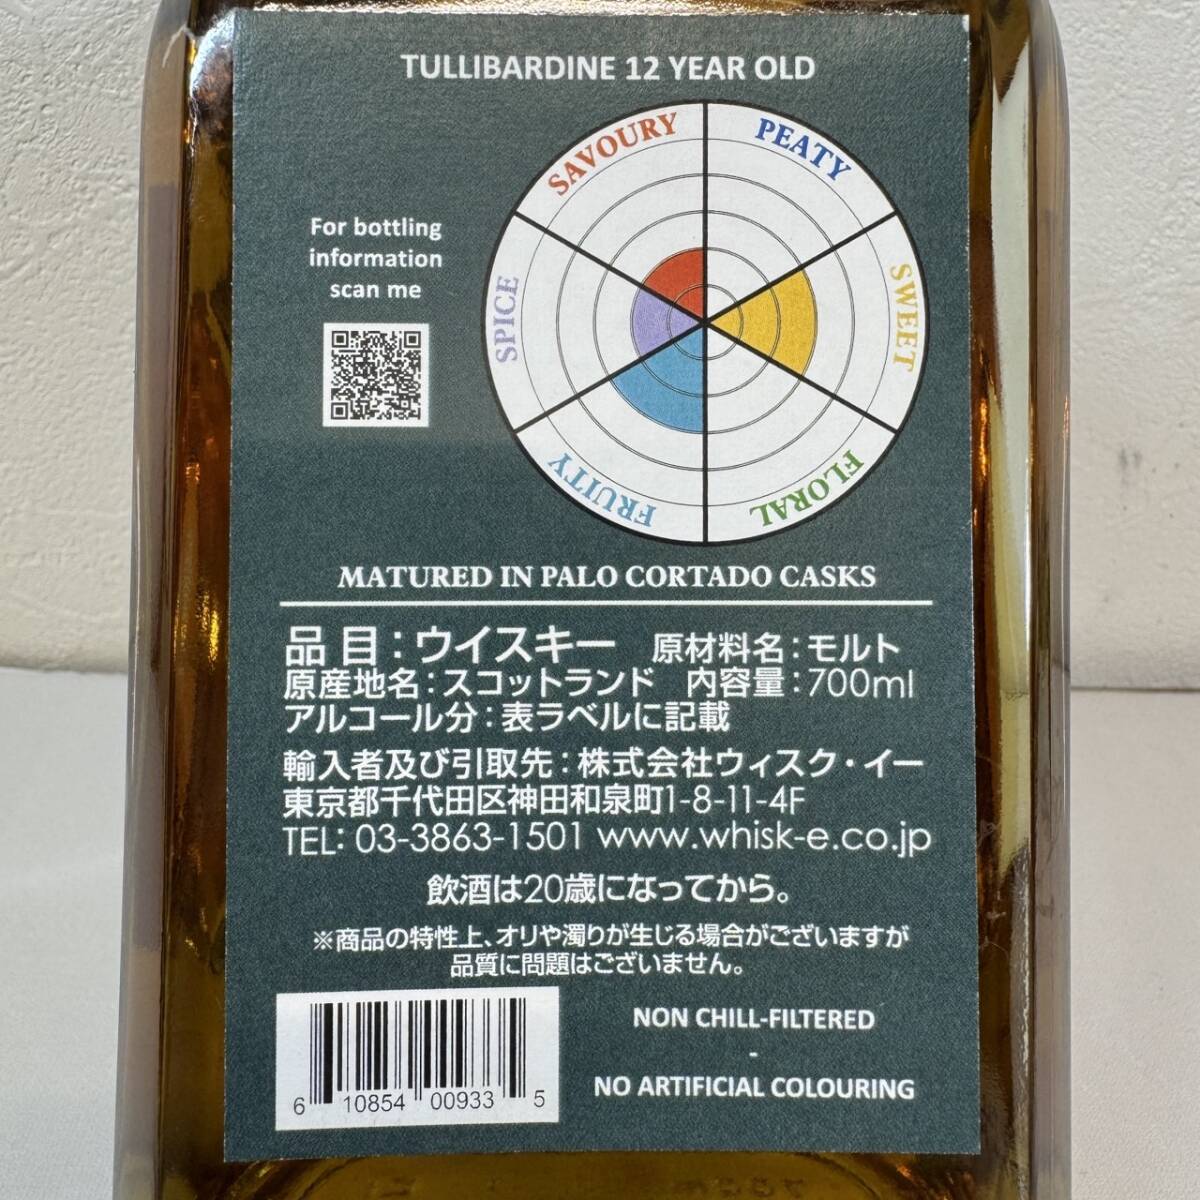 TULLIBARDINE 12 YEAR OLD
SAVOURY
PEATY
For bottling
information
scan me
SPICE
SWEET
FRUITY
FLORAL
MATURED IN PALO CORTADO CASKS
品目:ウイスキー 原材料名:モルト
原産地名:スコットランド 内容量:700ml
アルコール分:表ラベルに記載
輸入者及び引取先:株式会社ウィスク・イー
東京都千代田区神田和泉町1-8-11-4F
TEL: 03-3863-1501 www.whisk-e.co.jp
飲酒は20歳になってから。
※商品の特性上、オリや濁りが生じる場合がございますが
品質に問題はございません。
NON CHILL-FILTERED
-
NO ARTIFICIAL COLOURING
6 10854 00933 5